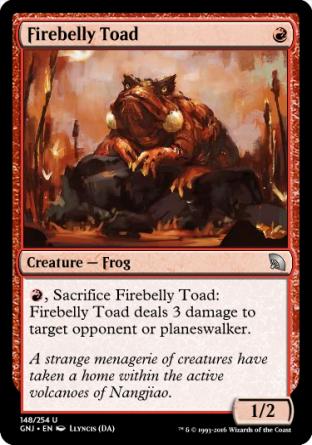 Firebelly Toad
Creature — Frog
, Sacrifice Firebelly Toad:
Firebelly Toad deals 3 damage to
target opponent or planeswalker.
A strange menagerie of creatures have
taken a home within the active
volcanoes of Nangjiao.
1/2
148/254 U
GNJ • EN Llyncis (DA)
™ & © 1993-2016 Wizards of the Coast